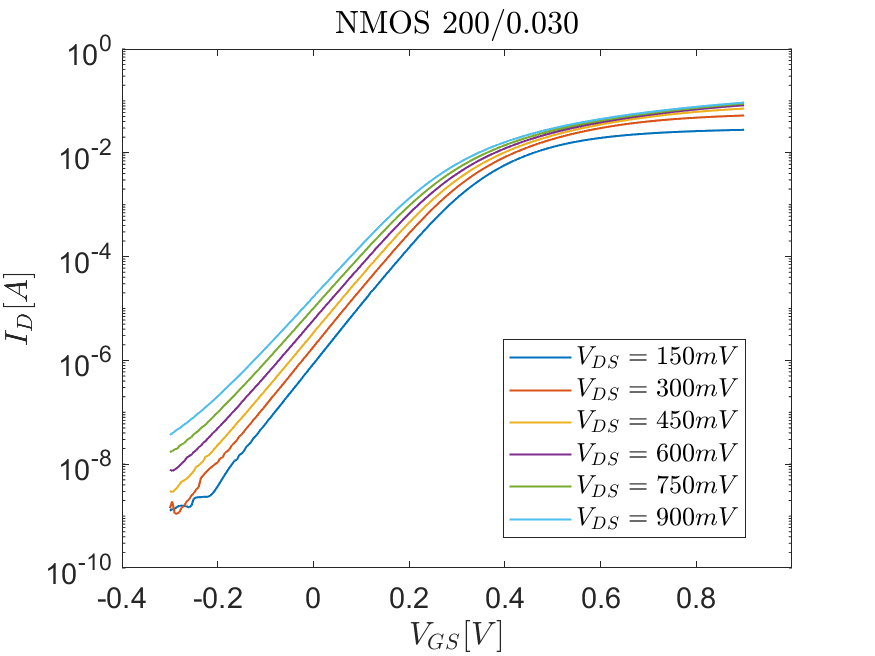 NMOS 200/0.030
10^0
10^-2
10^-4
10^-6
10^-8
10^-10
I_D[A]
V_DS = 150mV
V_DS = 300mV
V_DS = 450mV
V_DS = 600mV
V_DS = 750mV
V_DS = 900mV
-0.4 -0.2 0 0.2 0.4 0.6 0.8
V_GS[V]